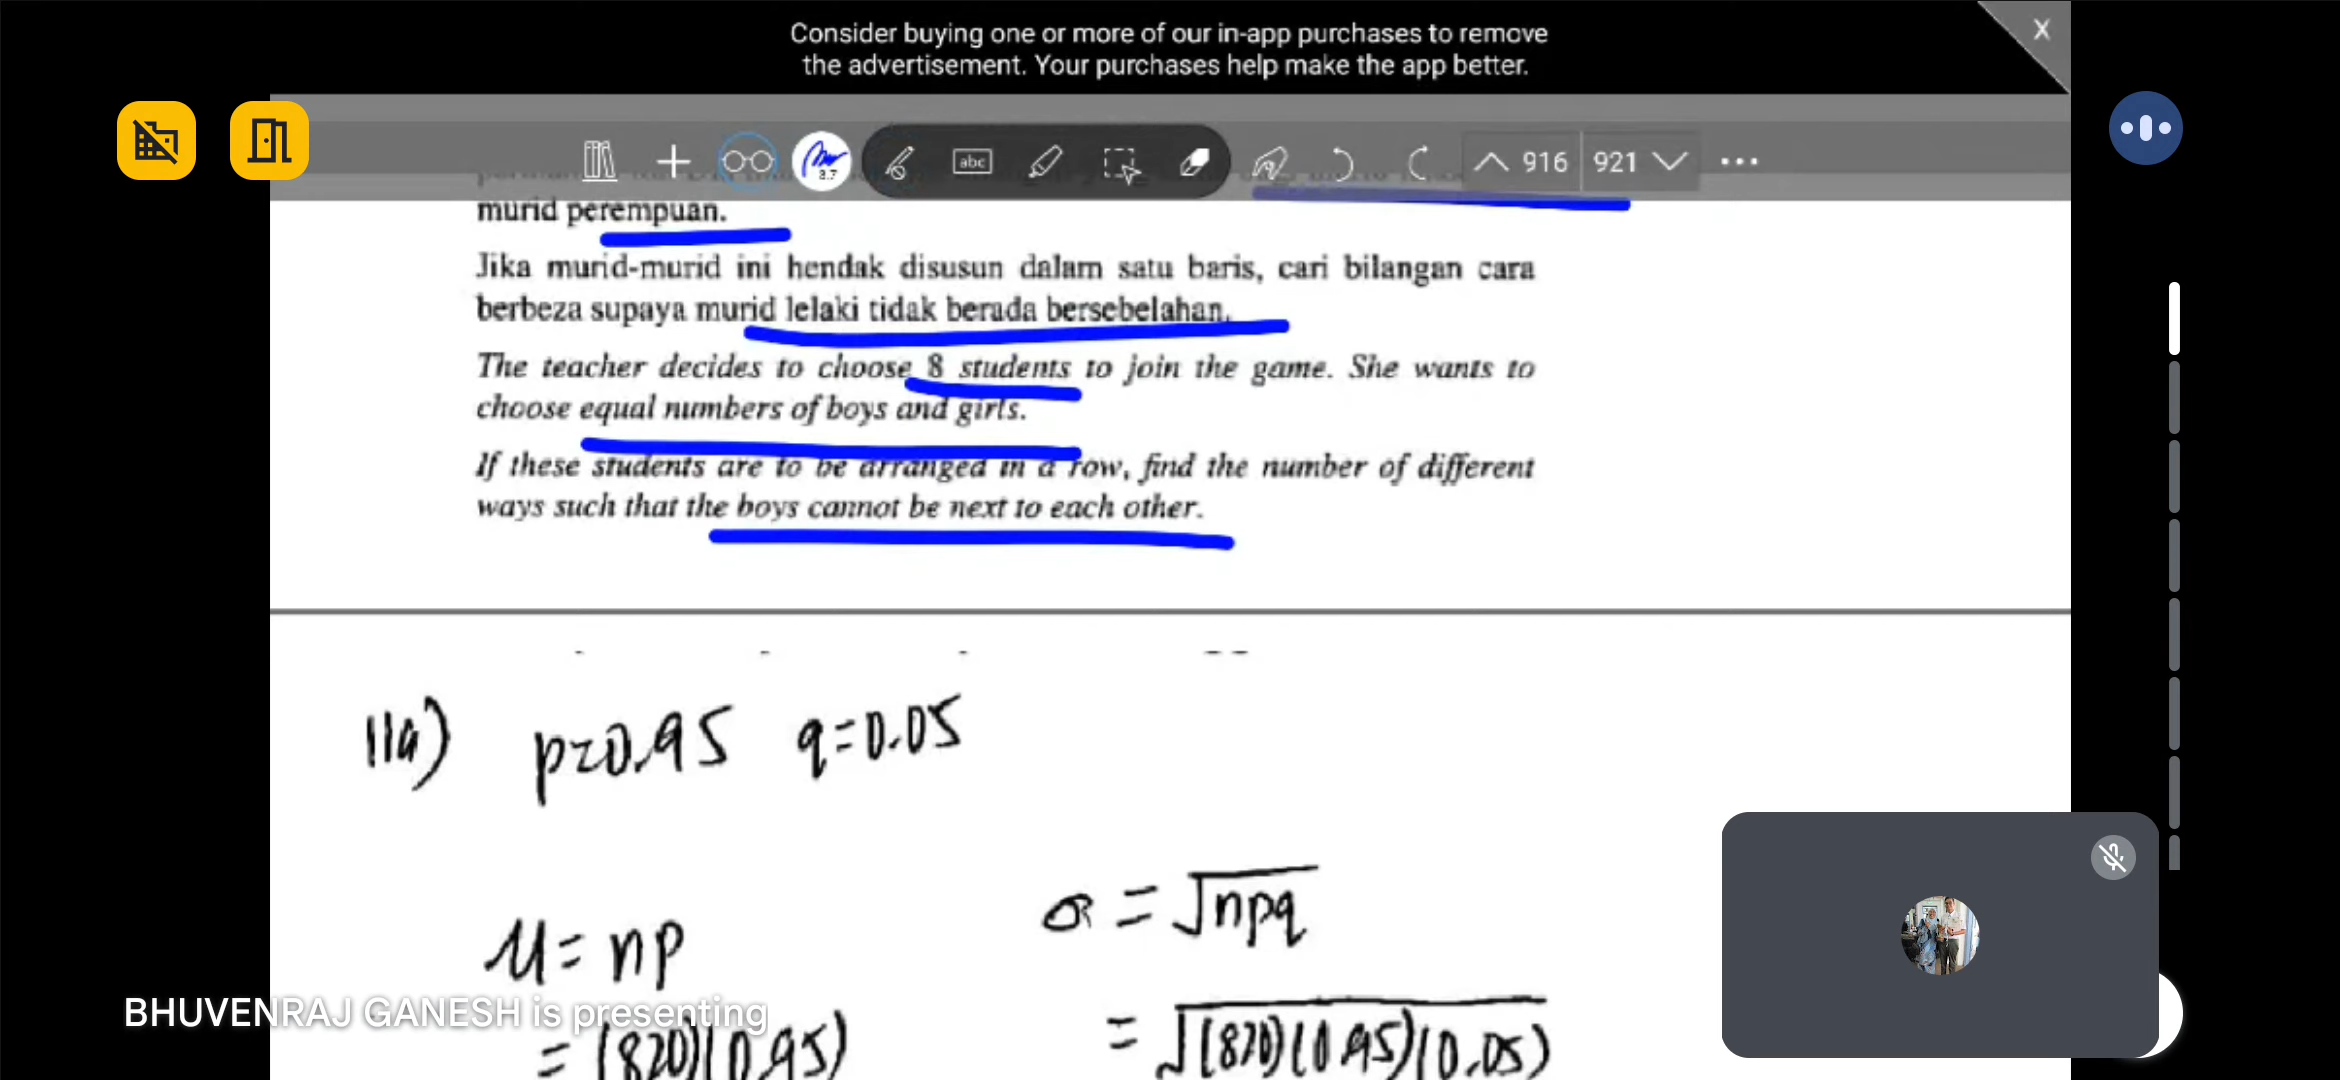 Consider buying one or more of our in-app purchases to remove
the advertisement. Your purchases help make the app better.
X
abc
3.7
916
921
murid perempuan.
Jika murid-murid ini hendak disusun dalam satu baris, cari bilangan cara
berbeza supaya murid lelaki tidak berada bersebelahan.
The teacher decides to choose 8 students to join the game. She wants to
choose equal numbers of boys and girls.
If these students are to be arranged in a row, find the number of different
ways such that the boys cannot be next to each other.
11a) p=0.95 q=0.05
μ = np
σ = √npq
= (820)(0.95)
= √(820)(0.95)(0.05)
BHUVENRAJ GANESH is presenting